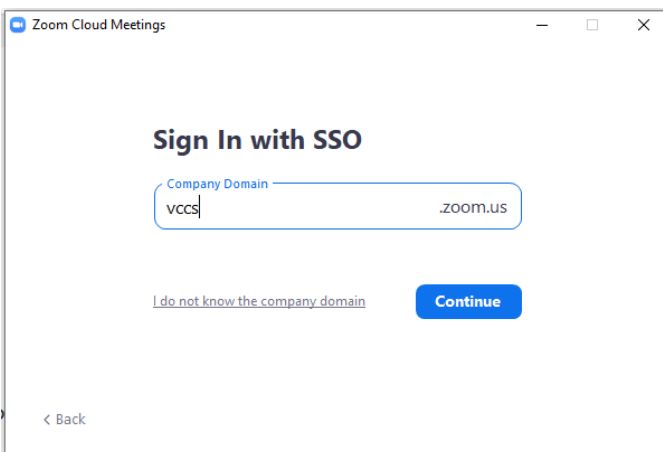 Zoom Cloud Meetings
Sign In with SSO
Company Domain
vccs .zoom.us
I do not know the company domain Continue
Back